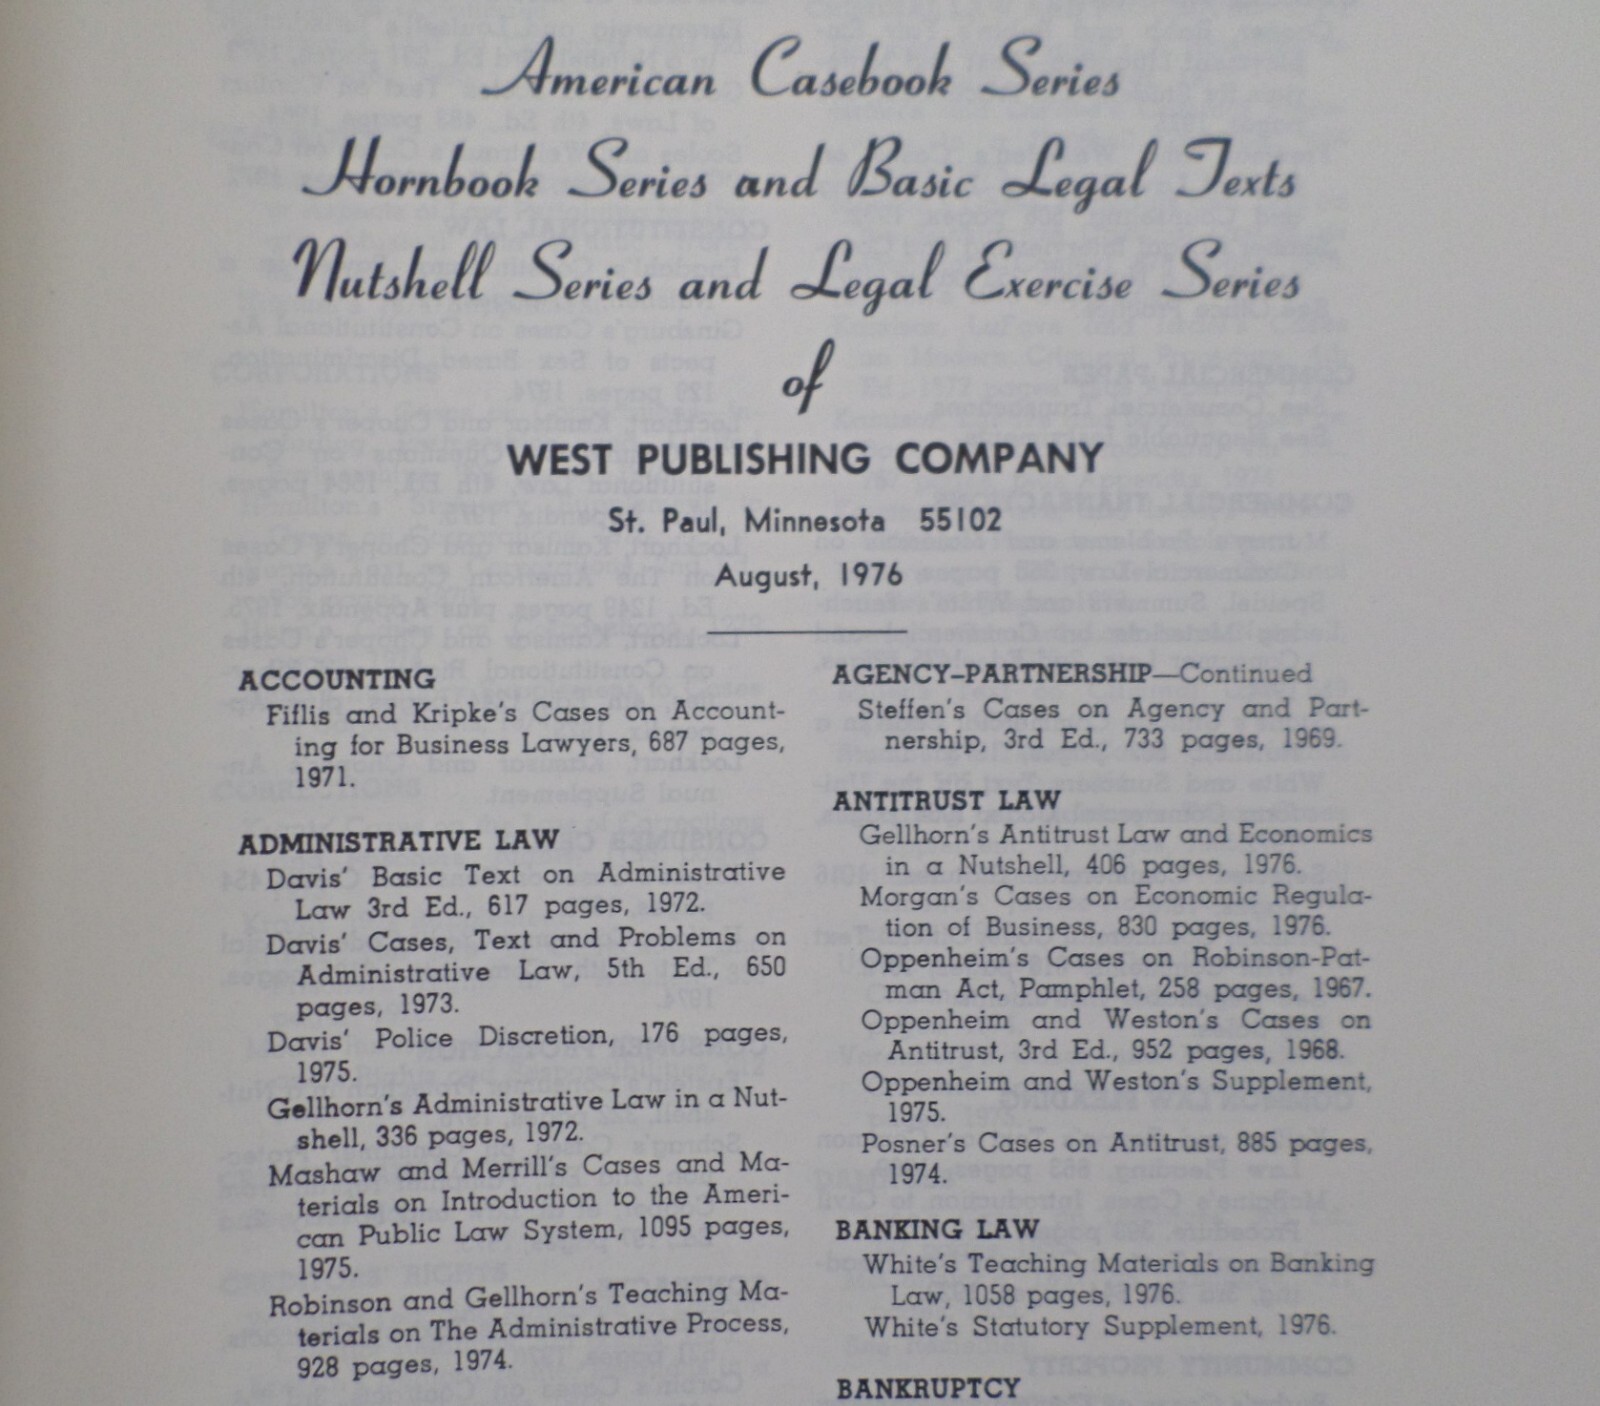 American Casebook Series
Hornbook Series and Basic Legal Texts
Nutshell Series and Legal Exercise Series
of
WEST PUBLISHING COMPANY
St. Paul, Minnesota 55102
August, 1976
ACCOUNTING
Fiflis and Kripke's Cases on Account-
ing for Business Lawyers, 687 pages,
1971.
ADMINISTRATIVE LAW
Davis' Basic Text on Administrative
Law 3rd Ed., 617 pages, 1972.
Davis' Cases, Text and Problems on
Administrative Law, 5th Ed., 650
pages, 1973.
Davis' Police Discretion, 176 pages,
1975.
Gellhorn's Administrative Law in a Nut-
shell, 336 pages, 1972.
Mashaw and Merrill's Cases and Ma-
terials on Introduction to the Ameri-
can Public Law System, 1095 pages,
1975.
Robinson and Gellhorn's Teaching Ma-
terials on The Administrative Process,
928 pages, 1974.
AGENCY–PARTNERSHIP—Continued
Steffen's Cases on Agency and Part-
nership, 3rd Ed., 733 pages, 1969.
ANTITRUST LAW
Gellhorn's Antitrust Law and Economics
in a Nutshell, 406 pages, 1976.
Morgan's Cases on Economic Regula-
tion of Business, 830 pages, 1976.
Oppenheim's Cases on Robinson-Pat-
man Act, Pamphlet, 258 pages, 1967.
Oppenheim and Weston's Cases on
Antitrust, 3rd Ed., 952 pages, 1968.
Oppenheim and Weston's Supplement,
1975.
Posner's Cases on Antitrust, 885 pages,
1974.
BANKING LAW
White's Teaching Materials on Banking
Law, 1058 pages, 1976.
White's Statutory Supplement, 1976.
BANKRUPTCY